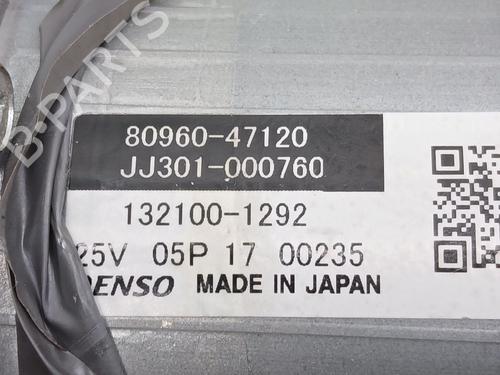 B-PARTS
80960-47120
JJ301-000760
132100-1292
25V 05P 17 00235
DENSO MADE IN JAPAN